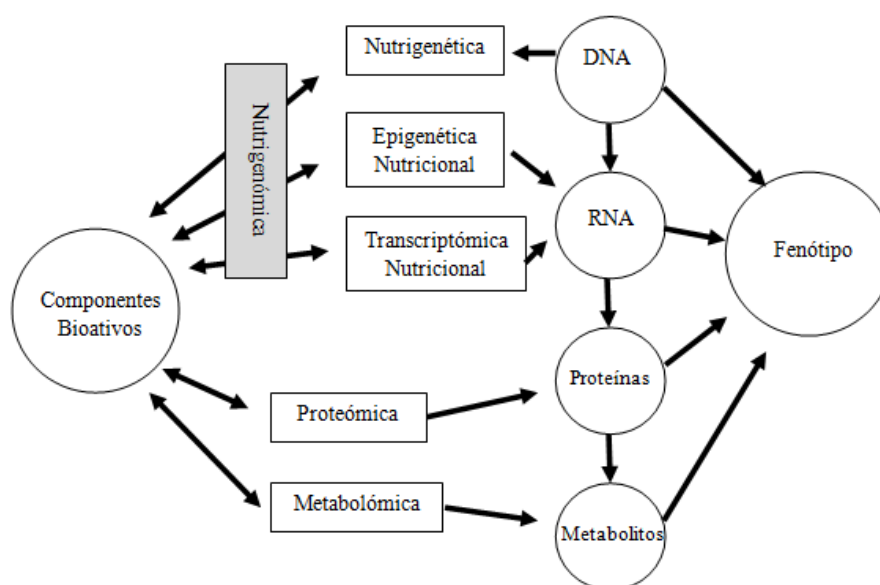 Nutrigenética
DNA
Nutrigenómica
Epigenética
Nutricional
RNA
Transcriptómica
Nutricional
Fenótipo
Componentes
Bioativos
Proteínas
Proteómica
Metabolómica
Metabolitos